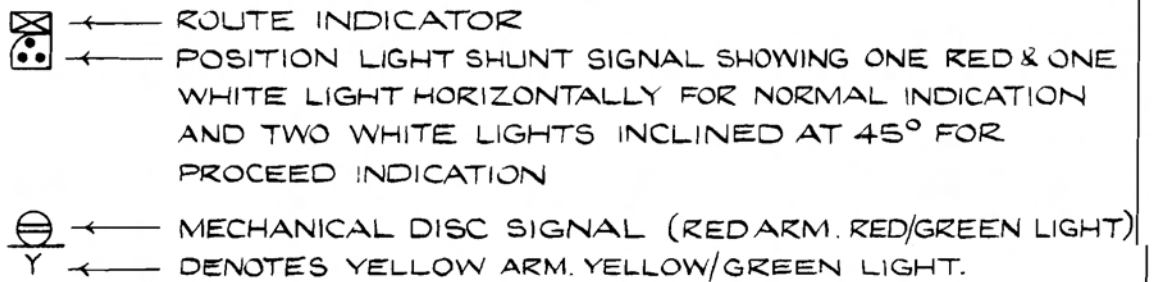 ROUTE INDICATOR
POSITION LIGHT SHUNT SIGNAL SHOWING ONE RED & ONE
WHITE LIGHT HORIZONTALLY FOR NORMAL INDICATION
AND TWO WHITE LIGHTS INCLINED AT 45° FOR
PROCEED INDICATION
MECHANICAL DISC SIGNAL (RED ARM. RED/GREEN LIGHT)
Y DENOTES YELLOW ARM. YELLOW/GREEN LIGHT.